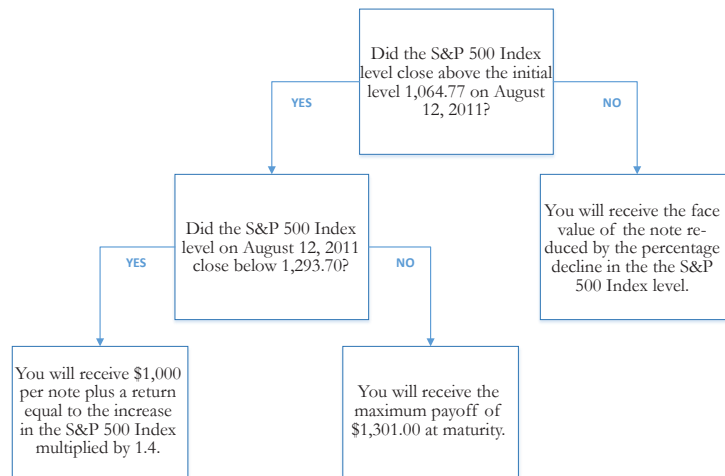 Did the S&P 500 Index
level close above the initial
level 1,064.77 on August
12, 2011?
YES
NO
Did the S&P 500 Index
level on August 12, 2011
close below 1,293.70?
You will receive the face
value of the note re-
duced by the percentage
decline in the the S&P
500 Index level.
YES
NO
You will receive $1,000
per note plus a return
equal to the increase
in the S&P 500 Index
multiplied by 1.4.
You will receive the
maximum payoff of
$1,301.00 at maturity.